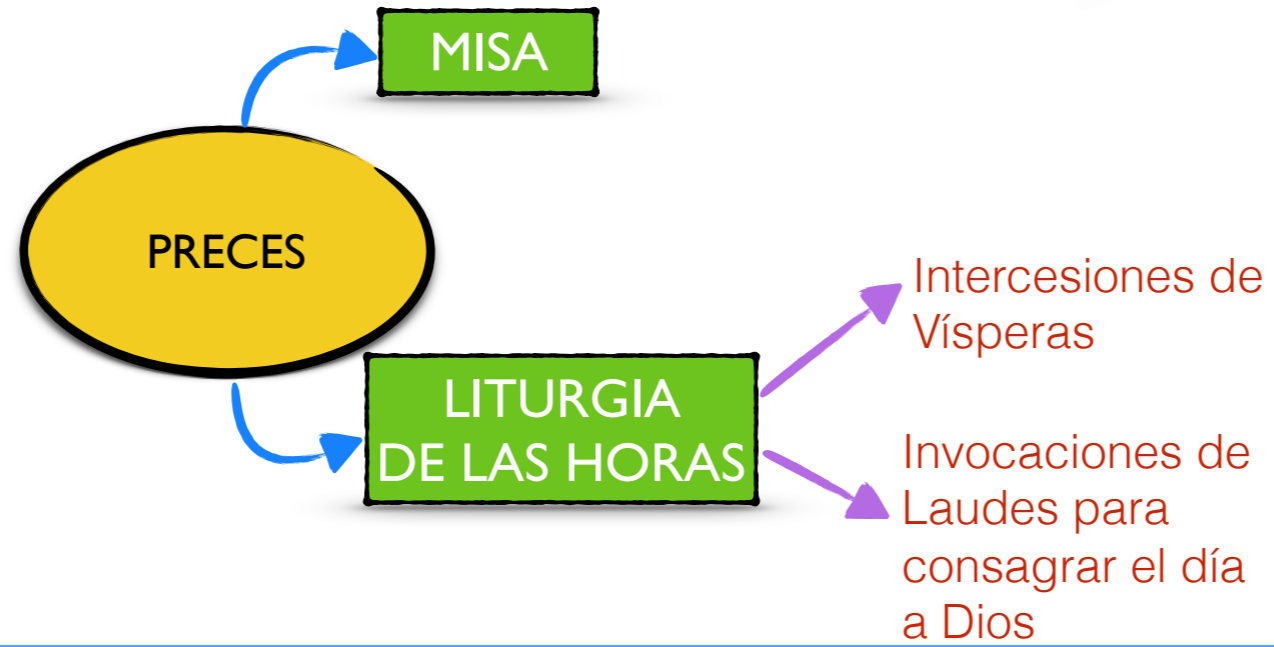 MISA
PRECES
Intercesiones de
Vísperas
LITURGIA
DE LAS HORAS
Invocaciones de
Laudes para
consagrar el día
a Dios